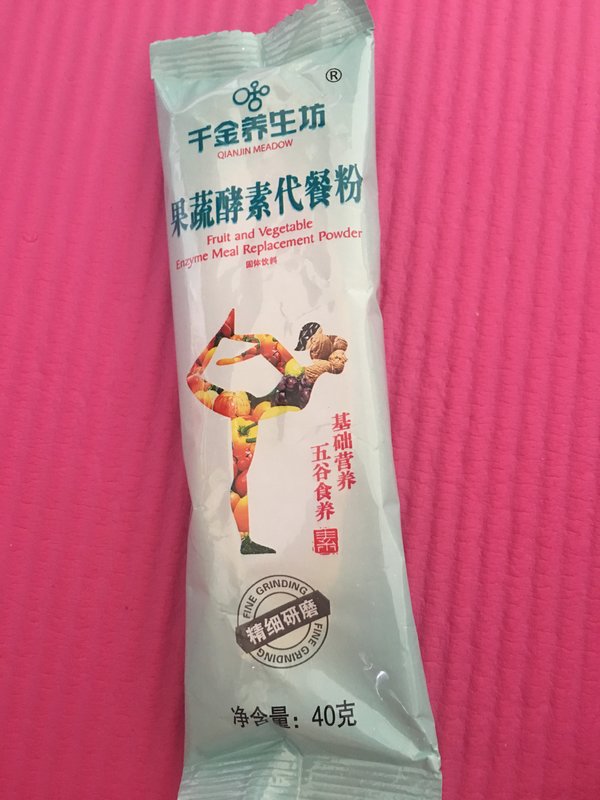 ®
千金养生坊
QIANJIN MEADOW
果蔬酵素代餐粉
Fruit and Vegetable
Enzyme Meal Replacement Powder
固体饮料
基础营养
五谷食养
素
FINE GRINDING
精细研磨
FINE GRINDING
净含量：40克